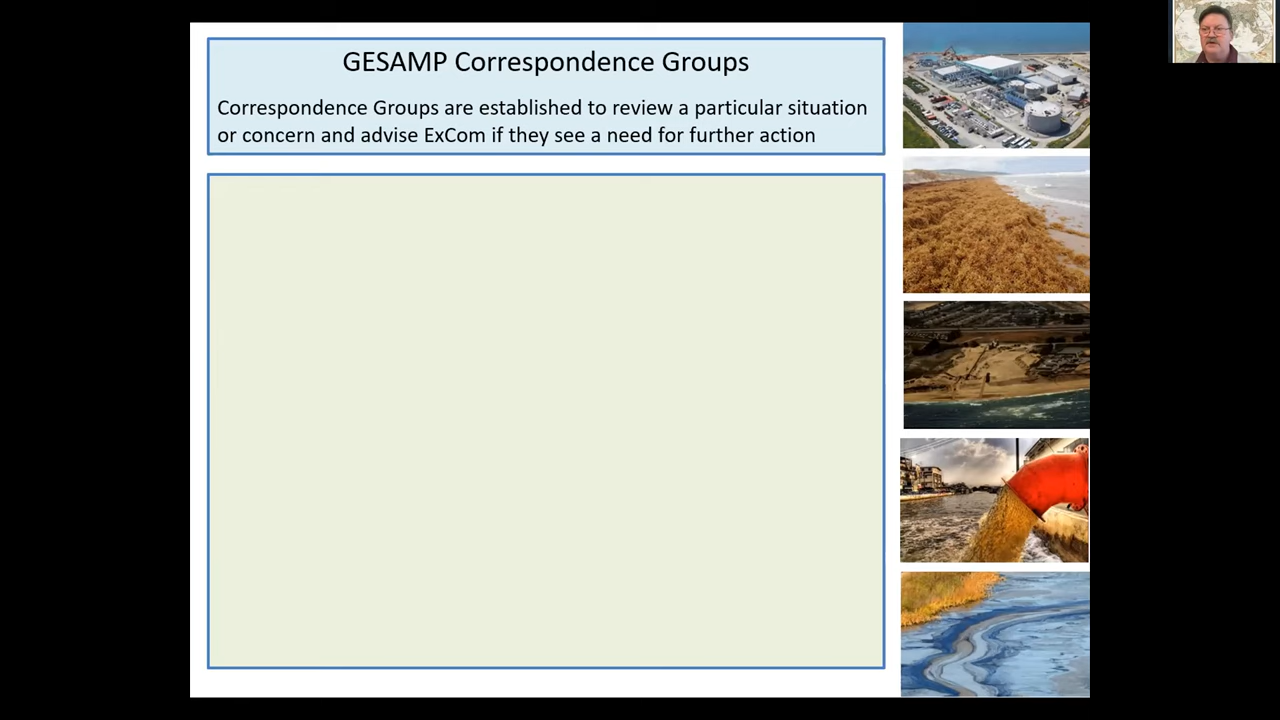 GESAMP Correspondence Groups
Correspondence Groups are established to review a particular situation
or concern and advise ExCom if they see a need for further action